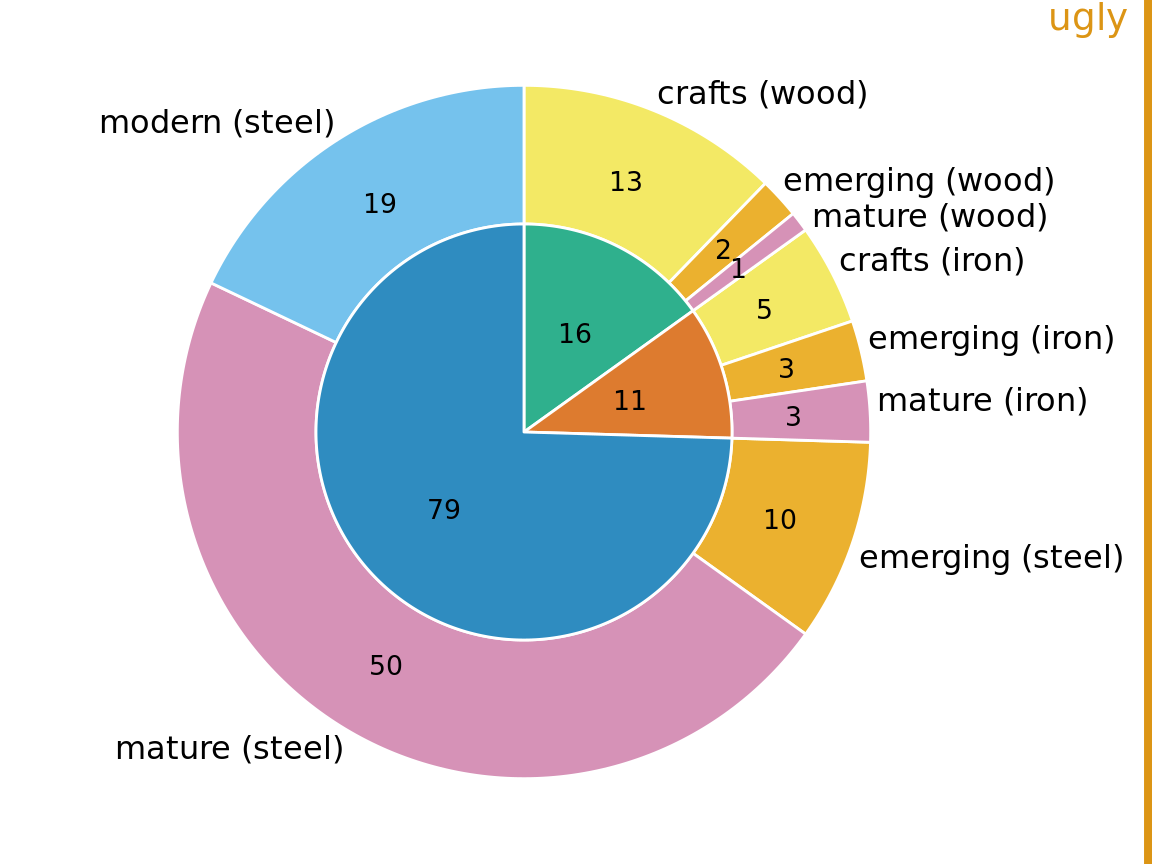 ugly
crafts (wood)
modern (steel)
emerging (wood)
13
19
mature (wood)
2
crafts (iron)
1
5
16
emerging (iron)
3
11
mature (iron)
3
79
10
emerging (steel)
50
mature (steel)